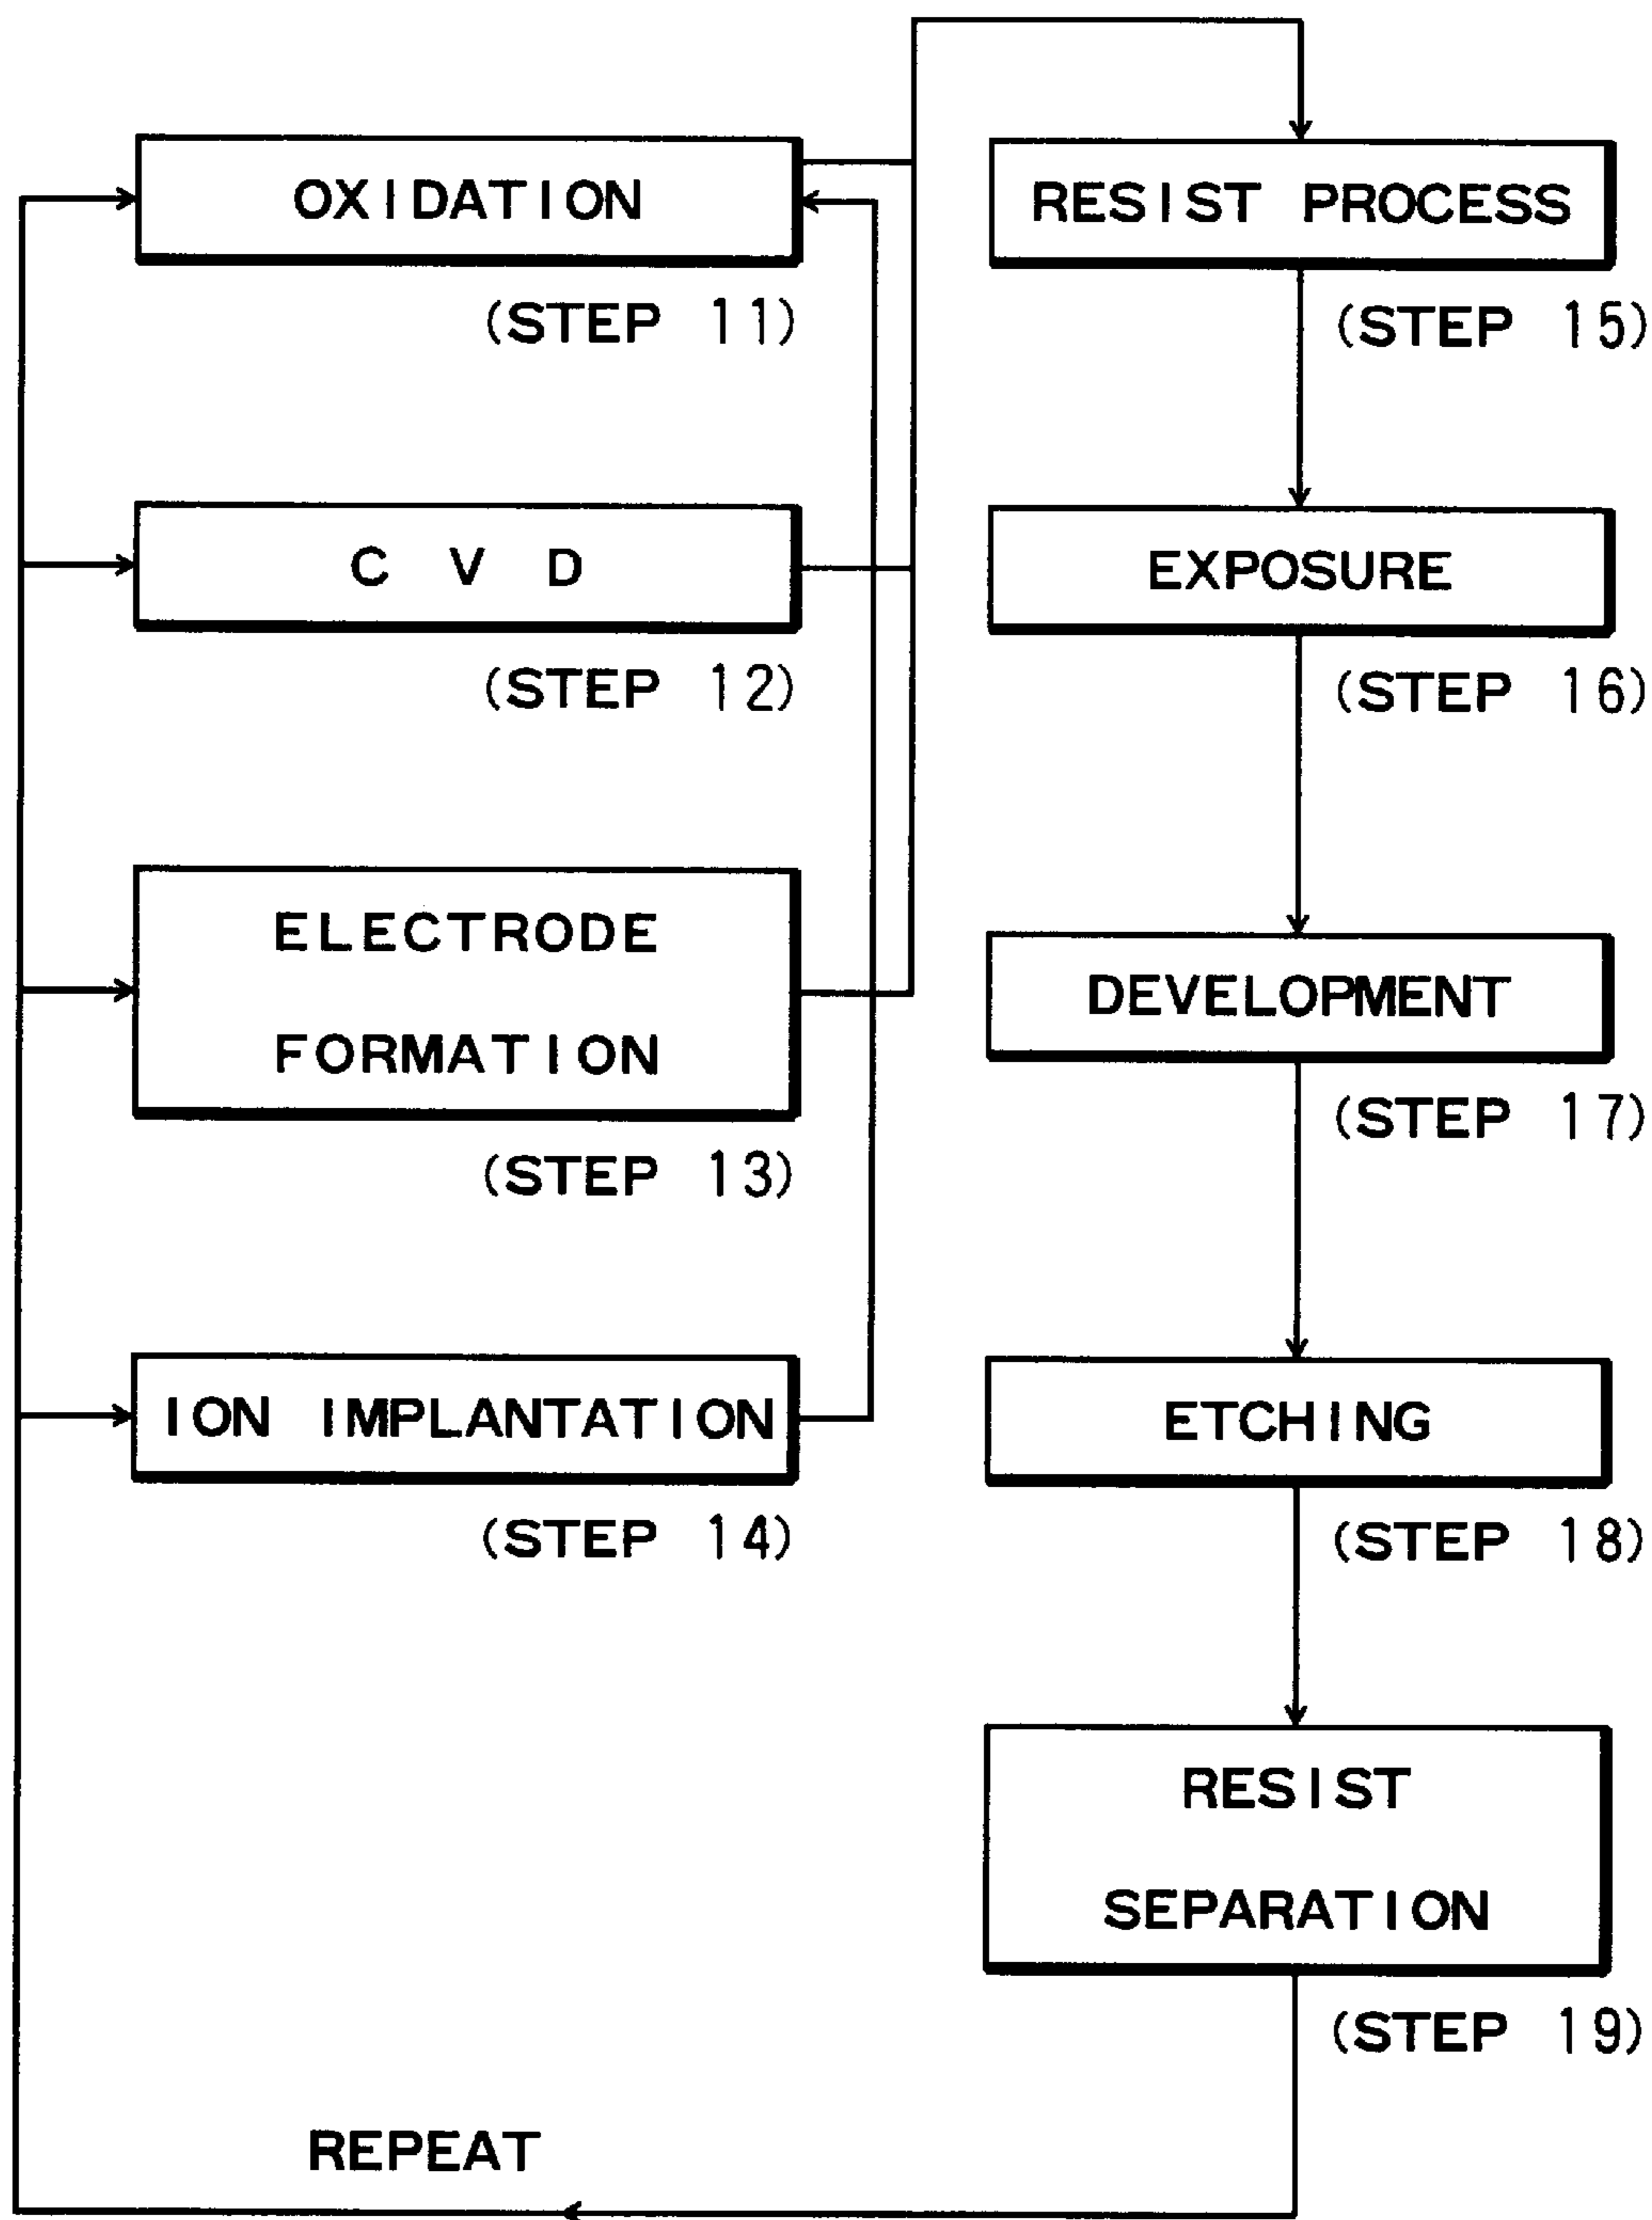 OXIDATION
(STEP 11)
C V D
(STEP 12)
ELECTRODE
FORMATION
(STEP 13)
ION IMPLANTATION
(STEP 14)
RESIST PROCESS
(STEP 15)
EXPOSURE
(STEP 16)
DEVELOPMENT
(STEP 17)
ETCHING
(STEP 18)
RESIST
SEPARATION
(STEP 19)
REPEAT